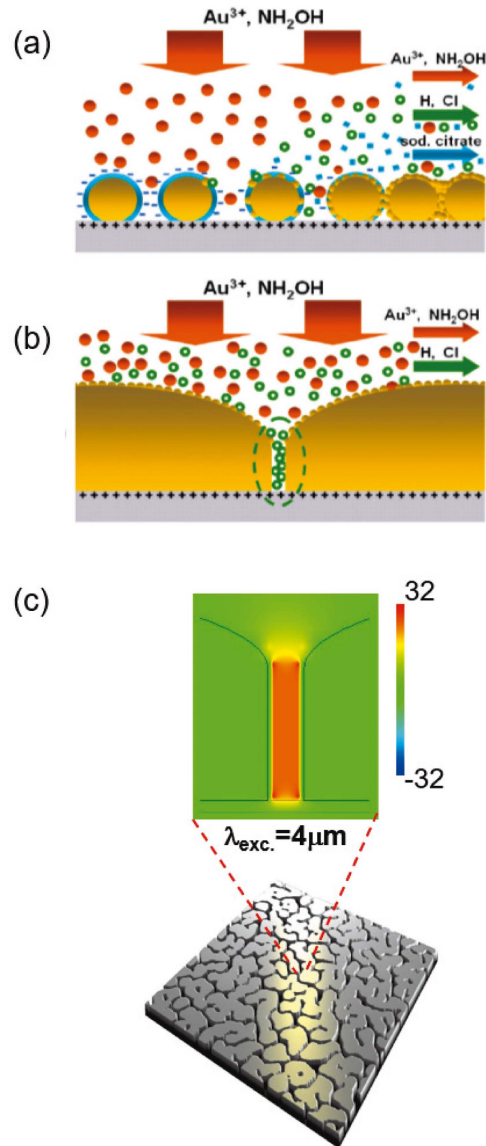 (a)
Au³⁺, NH₂OH
Au³⁺, NH₂OH
H, Cl
sod. citrate
(b)
Au³⁺, NH₂OH
Au³⁺, NH₂OH
H, Cl
(c)
32
-32
λexc.=4μm